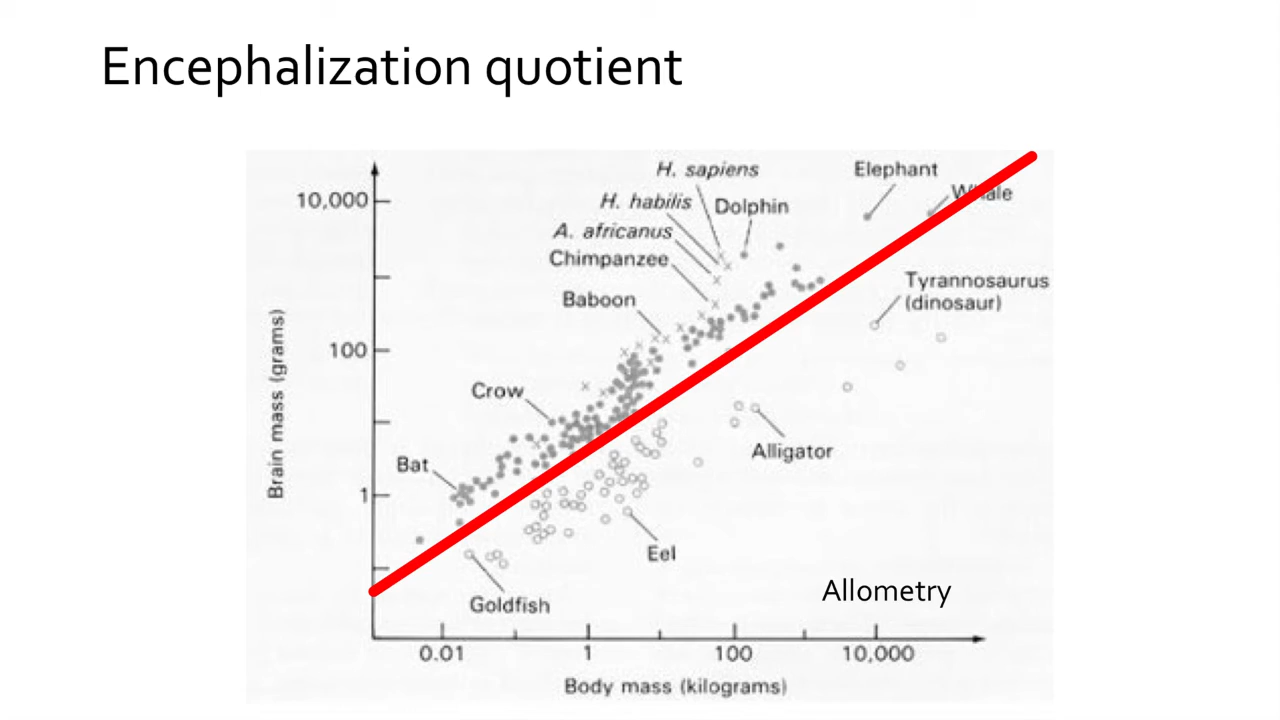 Encephalization quotient
H. sapiens
Elephant
Whale
10,000
H. habilis
Dolphin
A. africanus
Chimpanzee
Tyrannosaurus
(dinosaur)
Baboon
Brain mass (grams)
100
Crow
Alligator
Bat
1
Eel
Allometry
Goldfish
0.01
1
100
10,000
Body mass (kilograms)